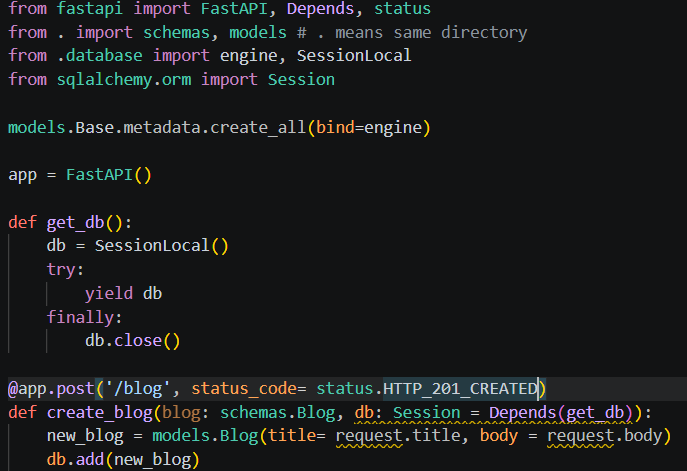 from fastapi import FastAPI, Depends, status
from . import schemas, models # . means same directory
from .database import engine, SessionLocal
from sqlalchemy.orm import Session

models.Base.metadata.create_all(bind=engine)

app = FastAPI()

def get_db():
    db = SessionLocal()
    try:
        yield db
    finally:
        db.close()

@app.post('/blog', status_code= status.HTTP_201_CREATED)
def create_blog(blog: schemas.Blog, db: Session = Depends(get_db)):
    new_blog = models.Blog(title= request.title, body = request.body)
    db.add(new_blog)